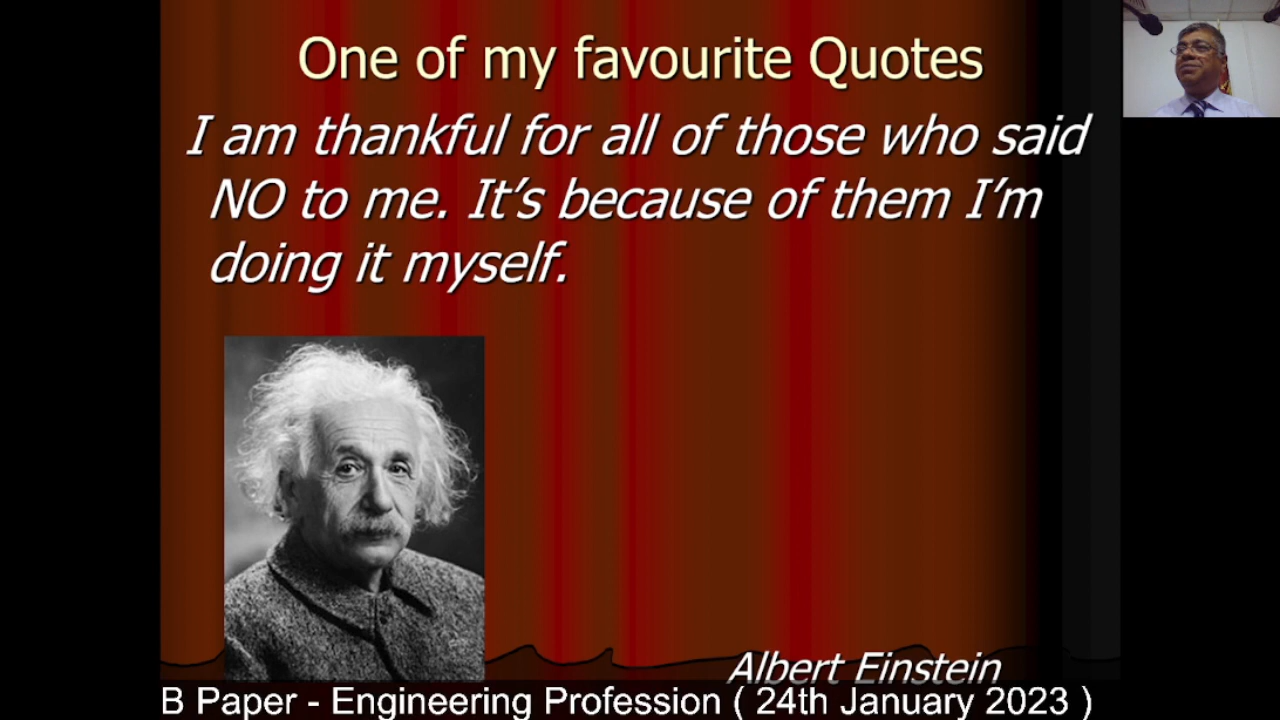 One of my favourite Quotes
I am thankful for all of those who said
NO to me. It’s because of them I’m
doing it myself.
Albert Einstein
B Paper - Engineering Profession ( 24th January 2023 )